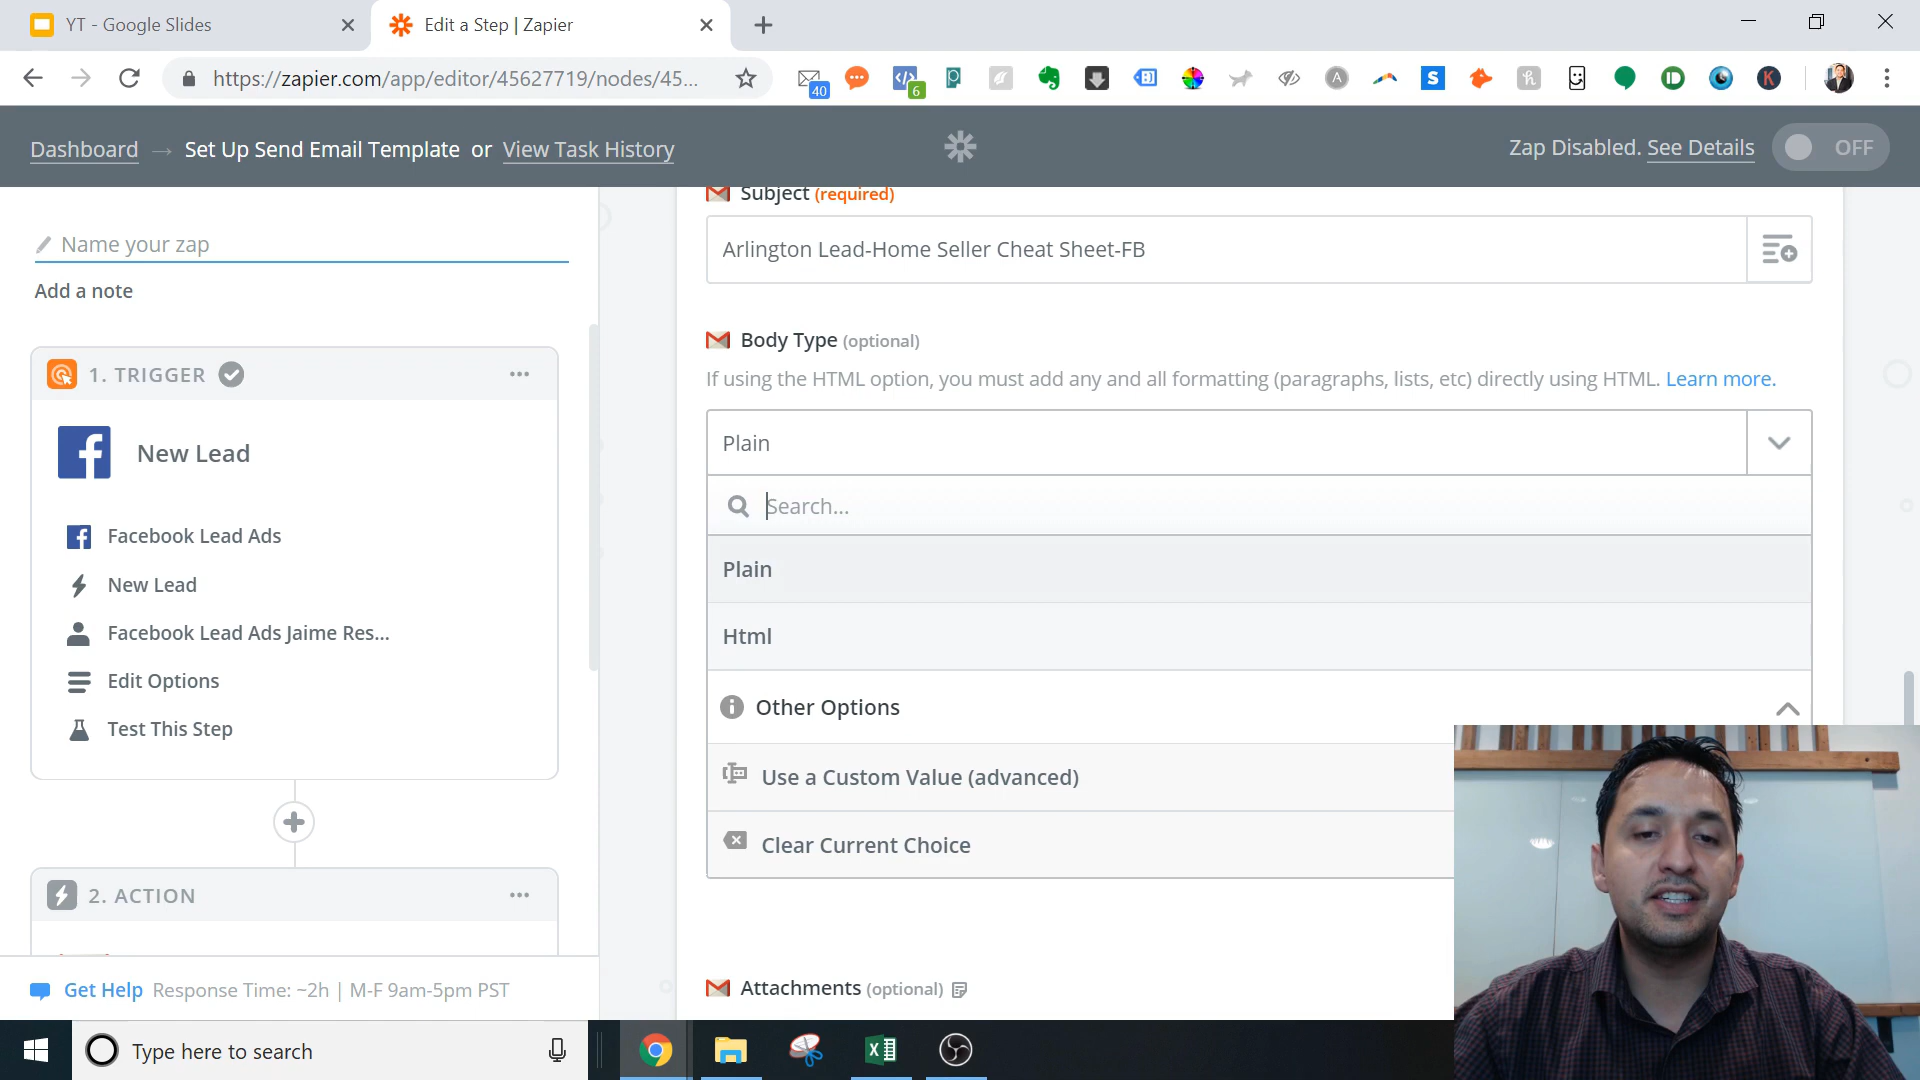 YT - Google Slides
Edit a Step | Zapier
https://zapier.com/app/editor/45627719/nodes/45...
40
6
Dashboard → Set Up Send Email Template or View Task History
Zap Disabled. See Details
OFF
Name your zap
Add a note
1. TRIGGER
New Lead
Facebook Lead Ads
New Lead
Facebook Lead Ads Jaime Res...
Edit Options
Test This Step
2. ACTION
Get Help Response Time: ~2h | M-F 9am-5pm PST
Subject (required)
Arlington Lead-Home Seller Cheat Sheet-FB
Body Type (optional)
If using the HTML option, you must add any and all formatting (paragraphs, lists, etc) directly using HTML. Learn more.
Plain
Search...
Plain
Html
Other Options
Use a Custom Value (advanced)
Clear Current Choice
Attachments (optional)
Type here to search